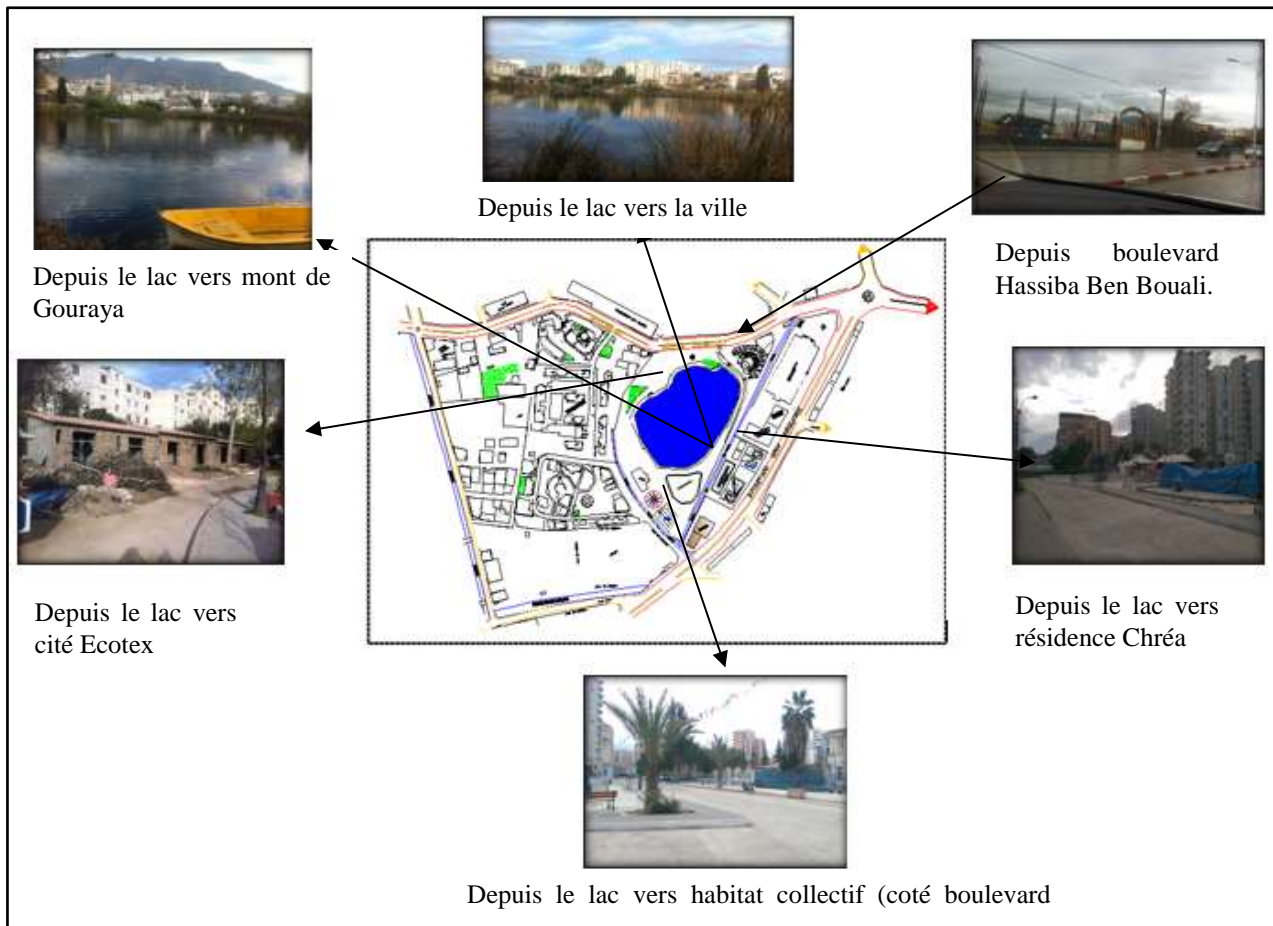 Depuis le lac vers la ville
Depuis le lac vers mont de
Gouraya
Depuis boulevard
Hassiba Ben Bouali.
Depuis le lac vers
cité Ecotex
Depuis le lac vers
résidence Chréa
Depuis le lac vers habitat collectif (coté boulevard